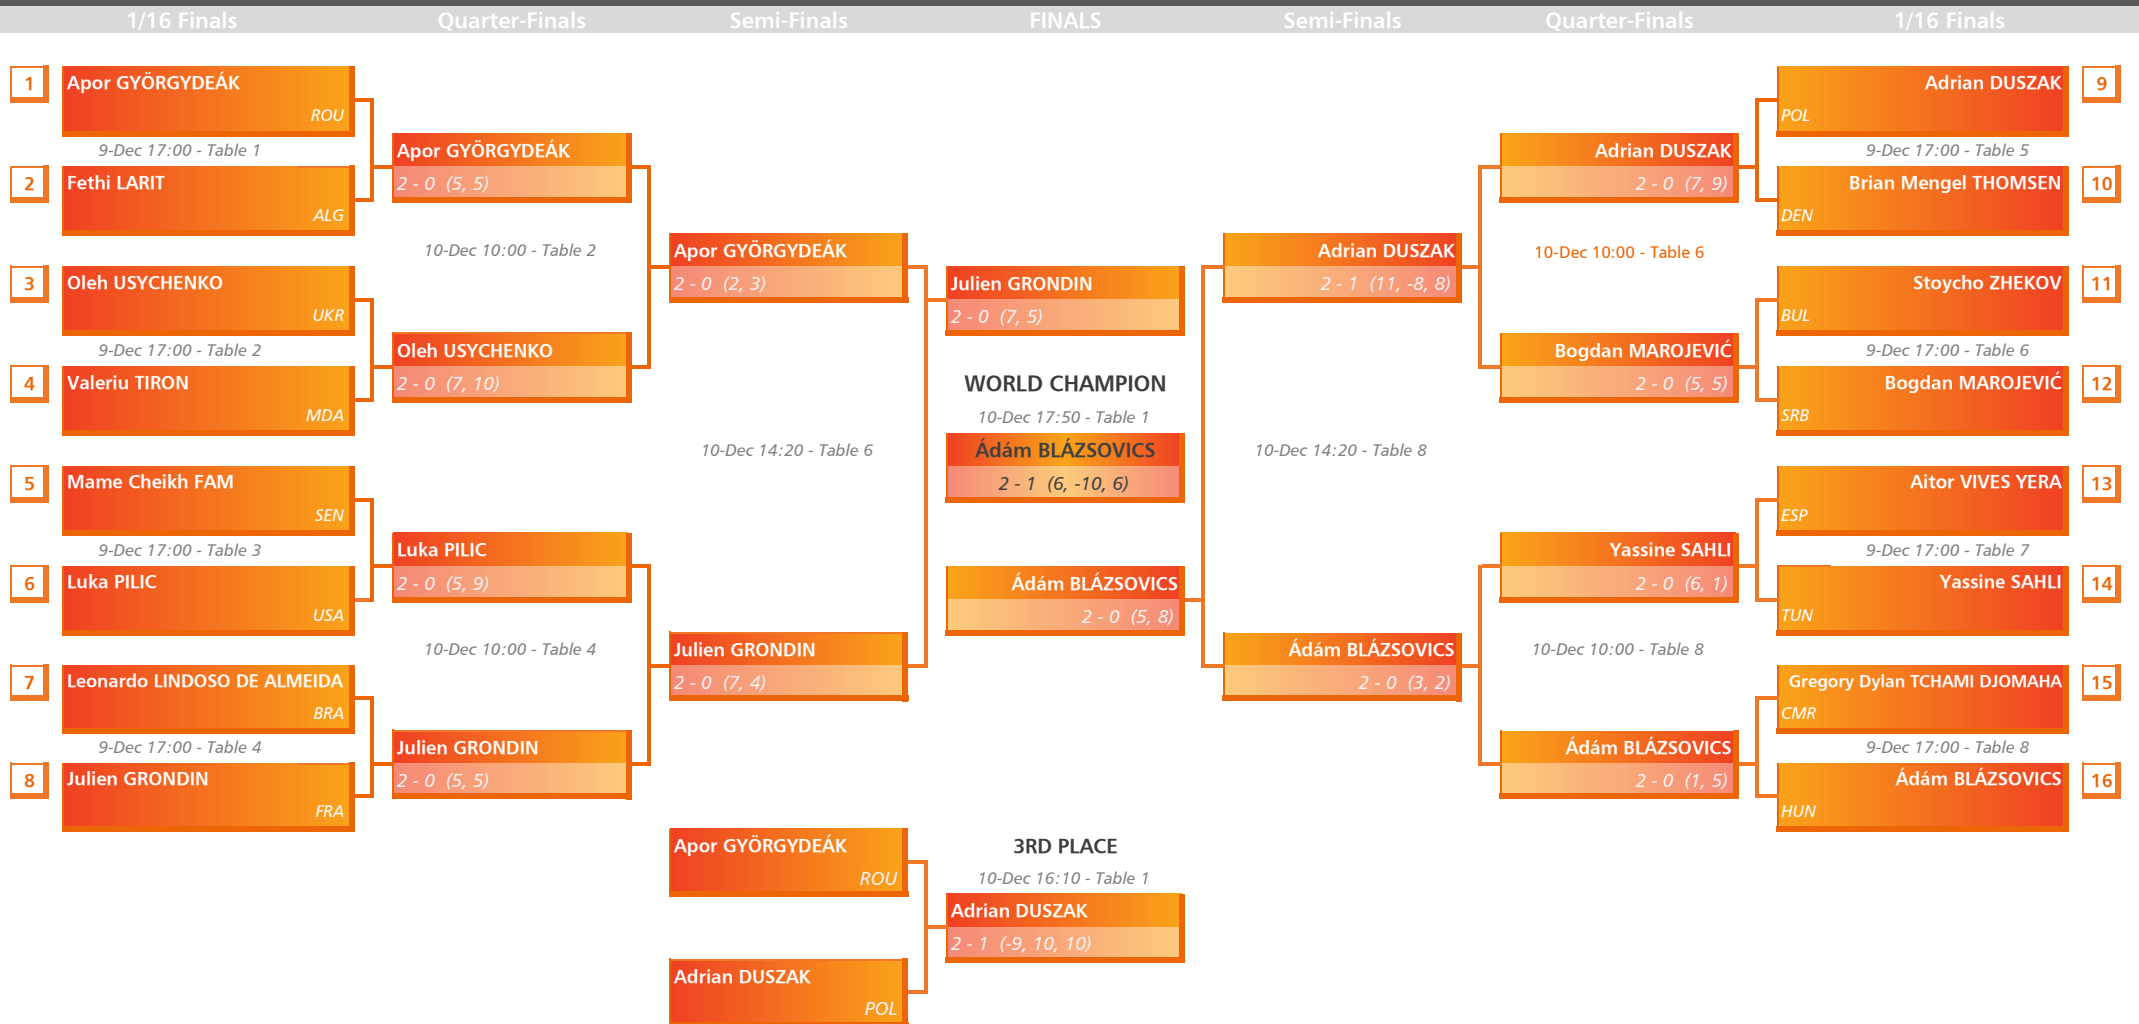 1/16 Finals
Quarter-Finals
Semi-Finals
FINALS
Semi-Finals
Quarter-Finals
1/16 Finals
1
Apor GYÖRGYDEÁK
ROU
9-Dec 17:00 - Table 1
2
Fethi LARIT
ALG
3
Oleh USYCHENKO
UKR
9-Dec 17:00 - Table 2
4
Valeriu TIRON
MDA
5
Mame Cheikh FAM
SEN
9-Dec 17:00 - Table 3
6
Luka PILIC
USA
7
Leonardo LINDOSO DE ALMEIDA
BRA
9-Dec 17:00 - Table 4
8
Julien GRONDIN
FRA
Apor GYÖRGYDEÁK
2 - 0 (5, 5)
10-Dec 10:00 - Table 2
Oleh USYCHENKO
2 - 0 (7, 10)
Luka PILIC
2 - 0 (5, 9)
10-Dec 10:00 - Table 4
Julien GRONDIN
2 - 0 (5, 5)
Apor GYÖRGYDEÁK
2 - 0 (2, 3)
10-Dec 14:20 - Table 6
Julien GRONDIN
2 - 0 (7, 4)
Julien GRONDIN
2 - 0 (7, 5)
WORLD CHAMPION
10-Dec 17:50 - Table 1
Ádám BLÁZSOVICS
2 - 1 (6, -10, 6)
Ádám BLÁZSOVICS
2 - 0 (5, 8)
Adrian DUSZAK
2 - 1 (11, -8, 8)
10-Dec 14:20 - Table 8
Ádám BLÁZSOVICS
2 - 0 (3, 2)
Adrian DUSZAK
2 - 0 (7, 9)
10-Dec 10:00 - Table 6
Bogdan MAROJEVIĆ
2 - 0 (5, 5)
Yassine SAHLI
2 - 0 (6, 1)
10-Dec 10:00 - Table 8
Ádám BLÁZSOVICS
2 - 0 (1, 5)
Adrian DUSZAK
9
POL
9-Dec 17:00 - Table 5
Brian Mengel THOMSEN
10
DEN
Stoycho ZHEKOV
11
BUL
9-Dec 17:00 - Table 6
Bogdan MAROJEVIĆ
12
SRB
Aitor VIVES YERA
13
ESP
9-Dec 17:00 - Table 7
Yassine SAHLI
14
TUN
Gregory Dylan TCHAMI DJOMAHA
15
CMR
9-Dec 17:00 - Table 8
Ádám BLÁZSOVICS
16
HUN
Apor GYÖRGYDEÁK
ROU
Adrian DUSZAK
POL
3RD PLACE
10-Dec 16:10 - Table 1
Adrian DUSZAK
2 - 1 (-9, 10, 10)